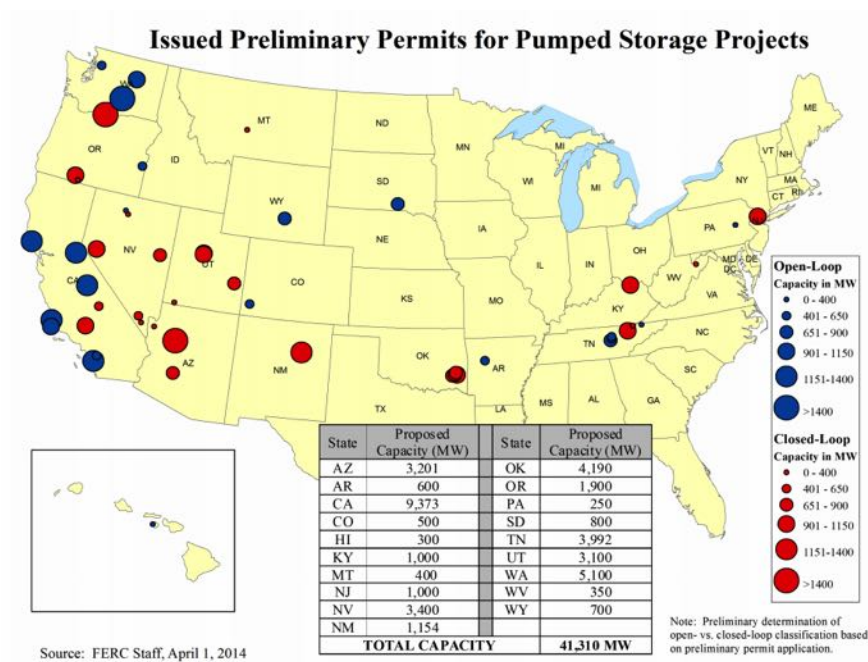 Issued Preliminary Permits for Pumped Storage Projects
WA
MT
ND
MN
ME
OR
ID
SD
WI
MI
MI
VT
NH
NY
MA
CT
RI
WY
IA
PA
NV
UT
NE
IL
IN
OH
MD
DE
DC
CA
CO
KS
MO
KY
WV
VA
AZ
NM
OK
AR
TN
NC
SC
TX
LA
MS
AL
GA
Open-Loop
Capacity in MW
0 - 400
401 - 650
651 - 900
901 - 1150
1151-1400
>1400
Closed-Loop
Capacity in MW
0 - 400
401 - 650
651 - 900
901 - 1150
1151-1400
>1400
State Proposed Capacity (MW) State Proposed Capacity (MW)
AZ 3,201 OK 4,190
AR 600 OR 1,900
CA 9,373 PA 250
CO 500 SD 800
HI 300 TN 3,992
KY 1,000 UT 3,100
MT 400 WA 5,100
NJ 1,000 WV 350
NV 3,400 WY 700
NM 1,154
TOTAL CAPACITY 41,310 MW
Note: Preliminary determination of
open- vs. closed-loop classification based
on preliminary permit application.
Source: FERC Staff, April 1, 2014